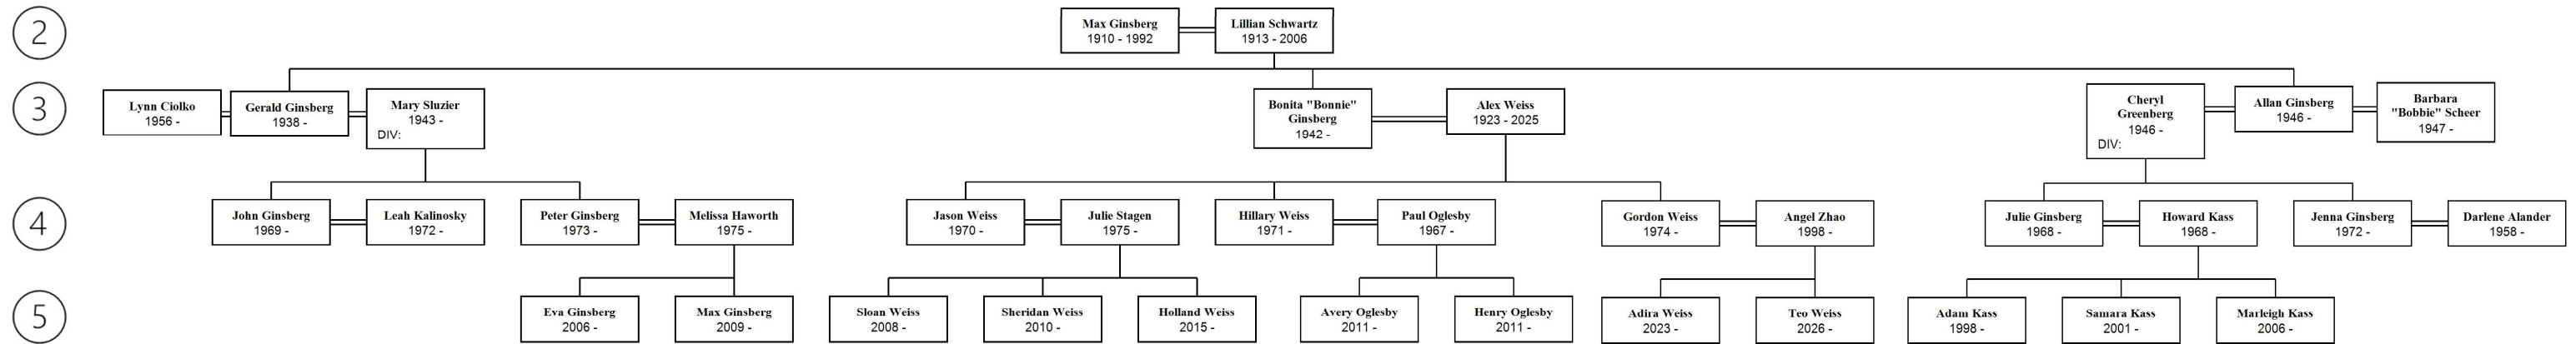 2
Max Ginsberg
1910 - 1992
Lillian Schwartz
1913 - 2006
3
Lynn Ciolko
1956 -
Gerald Ginsberg
1938 -
Mary Sluzier
1943 -
DIV:
Bonita "Bonnie"
Ginsberg
1942 -
Alex Weiss
1923 - 2025
Cheryl
Greenberg
1946 -
DIV:
Allan Ginsberg
1946 -
Barbara
"Bobbie" Scheer
1947 -
4
John Ginsberg
1969 -
Leah Kalinosky
1972 -
Peter Ginsberg
1973 -
Melissa Haworth
1975 -
Jason Weiss
1970 -
Julie Stagen
1975 -
Hillary Weiss
1971 -
Paul Oglesby
1967 -
Gordon Weiss
1974 -
Angel Zhao
1998 -
Julie Ginsberg
1968 -
Howard Kass
1968 -
Jenna Ginsberg
1972 -
Darlene Alander
1958 -
5
Eva Ginsberg
2006 -
Max Ginsberg
2009 -
Sloan Weiss
2008 -
Sheridan Weiss
2010 -
Holland Weiss
2015 -
Avery Oglesby
2011 -
Henry Oglesby
2011 -
Adira Weiss
2023 -
Teo Weiss
2026 -
Adam Kass
1998 -
Samara Kass
2001 -
Marleigh Kass
2006 -